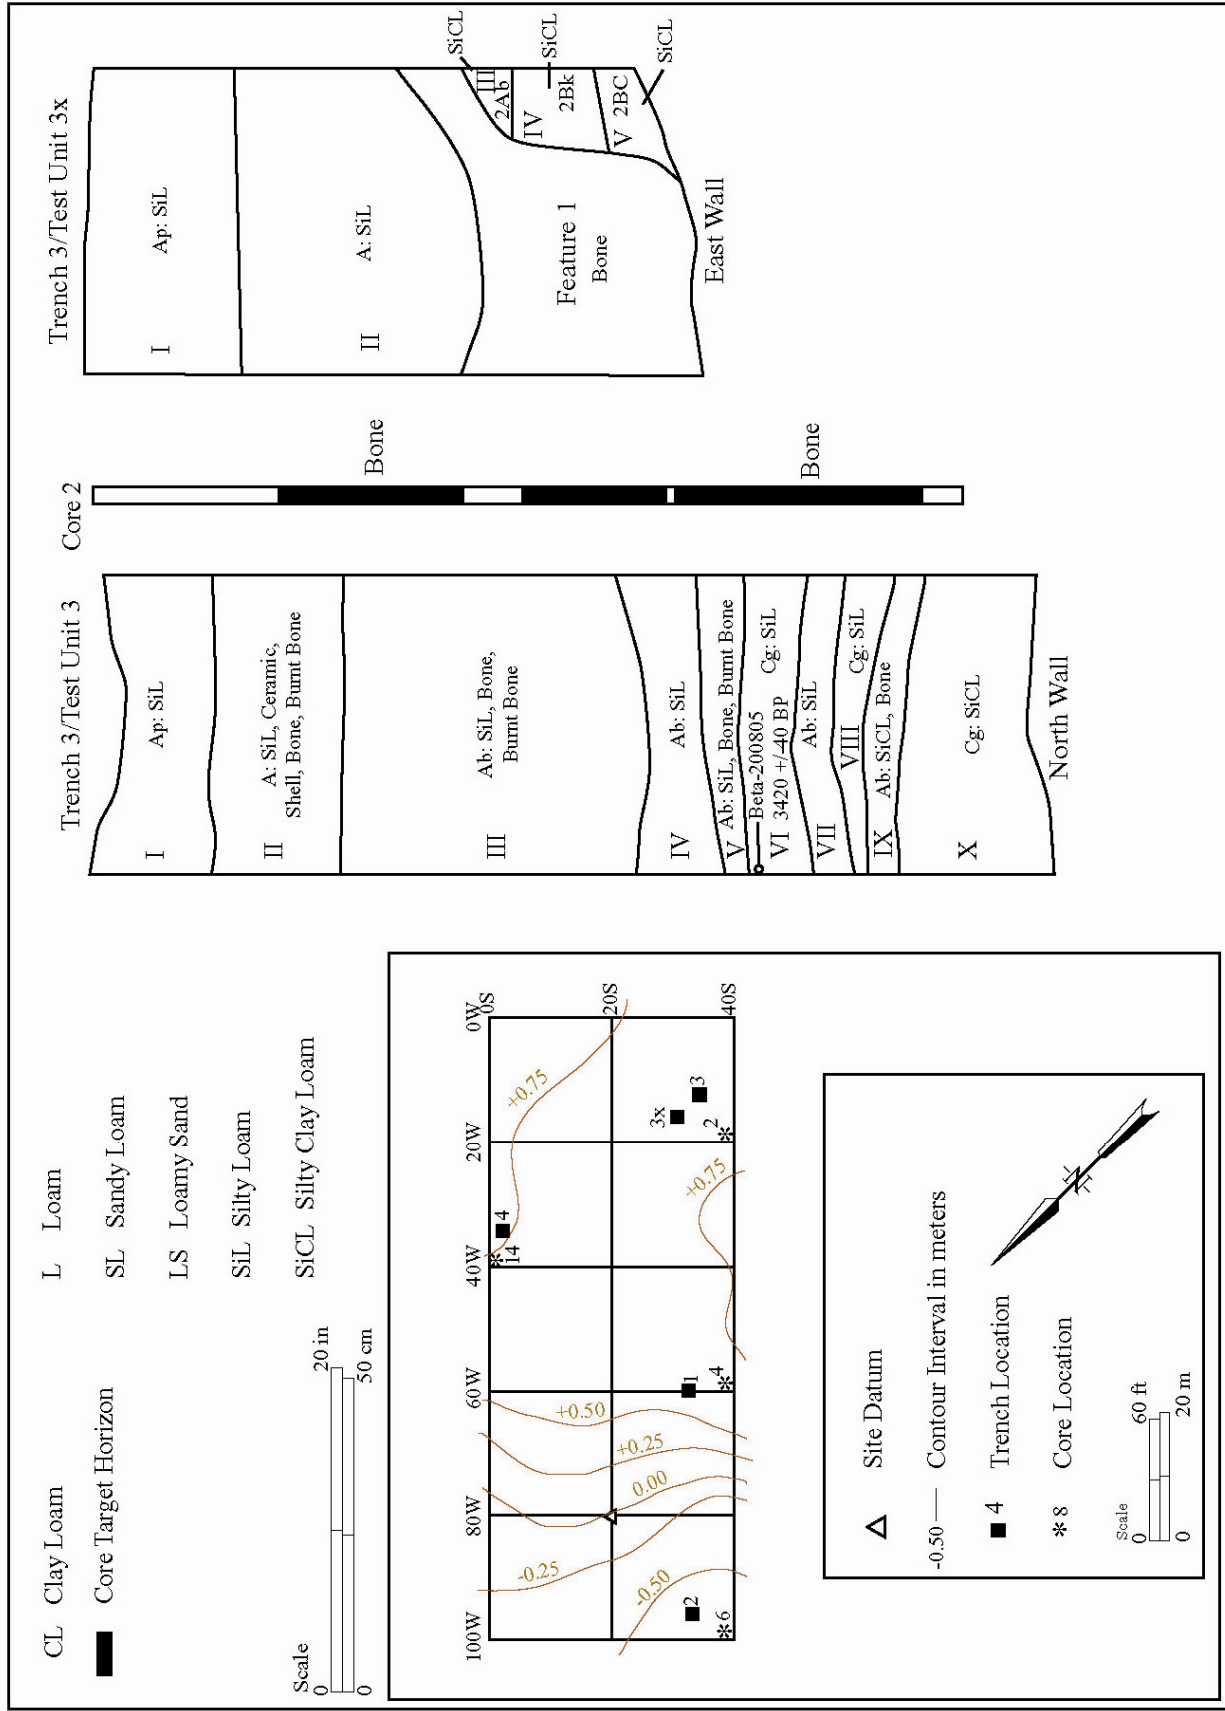 CL Clay Loam
Core Target Horizon
L Loam
SL Sandy Loam
LS Loamy Sand
SiL Silty Loam
SiCL Silty Clay Loam
Scale
0
20 in
0
50 cm
Trench 3/Test Unit 3
I
Ap: SiL
II
A: SiL, Ceramic,
Shell, Bone, Burnt Bone
III
Ab: SiL, Bone,
Burnt Bone
IV
Ab: SiL
V
Ab: SiL, Bone, Burnt Bone
Beta-200805
3420 +/-40 BP
VI
Cg: SiL
VII
Ab: SiL
VIII
Cg: SiL
IX
Ab: SiCL, Bone
X
Cg: SiCL
North Wall
Core 2
Bone
Bone
Trench 3/Test Unit 3x
I
Ap: SiL
II
A: SiL
Feature 1
Bone
III
2Ab
SiCL
IV
2Bk
SiCL
V
2BC
SiCL
East Wall
100W
80W
60W
40W
20W
0W
0S
20S
40S
+0.75
+0.75
+0.50
+0.25
0.00
-0.25
-0.50
14
4
3x
3
2
1
4
2
6
Site Datum
-0.50
Contour Interval in meters
4
Trench Location
8
Core Location
Scale
0
60 ft
0
20 m